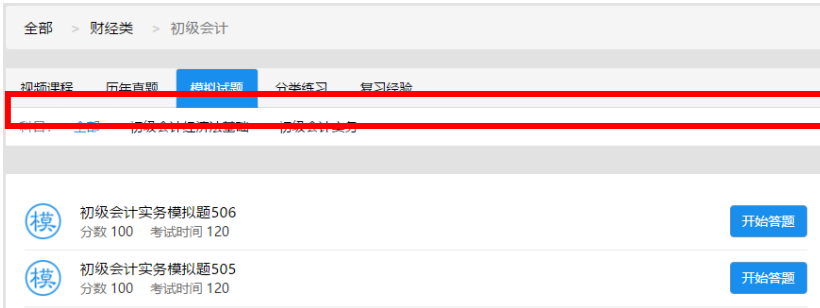 全部 > 财经类 > 初级会计
视频课程 历年真题 模拟试题 分类练习 复习经验
科目： 全部 初级会计经济法基础 初级会计实务
模 初级会计实务模拟题506 开始答题
分数 100 考试时间 120
模 初级会计实务模拟题505 开始答题
分数 100 考试时间 120